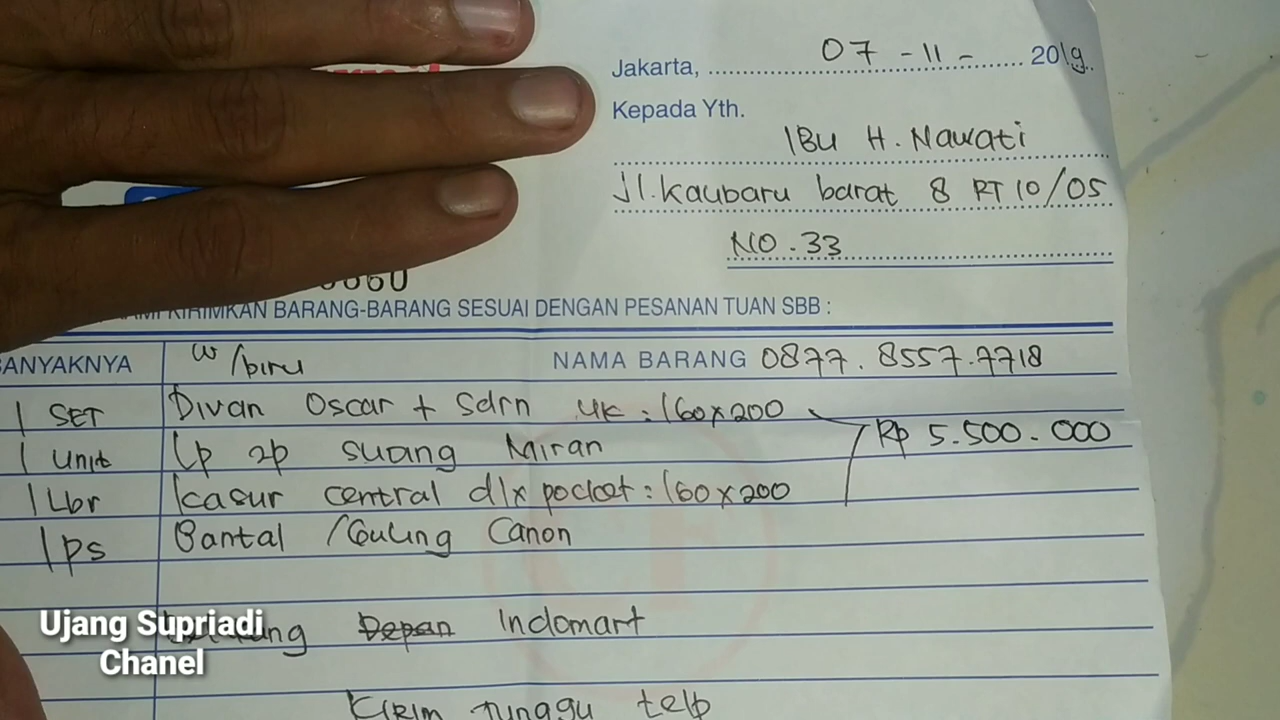 Jakarta, 07 - 11 - 2019
Kepada Yth.
IBU H. Nawati
Jl. Kaubaru barat 8 RT 10/05
NO. 33
KIRIMKAN BARANG-BARANG SESUAI DENGAN PESANAN TUAN SBB :
BANYAKNYA w/biru NAMA BARANG 0877. 8557.7718
1 SET Divan Oscar + Sdrn UK : 160x200
Rp 5.500.000
1 Unit Lp 2p suang Miran
1 Lbr Kasur central dlx pocket : 160x200
1 ps Bantal /Guling Canon
Depan Indomart
Ujang Supriadi
Chanel
Kirim tunggu telp